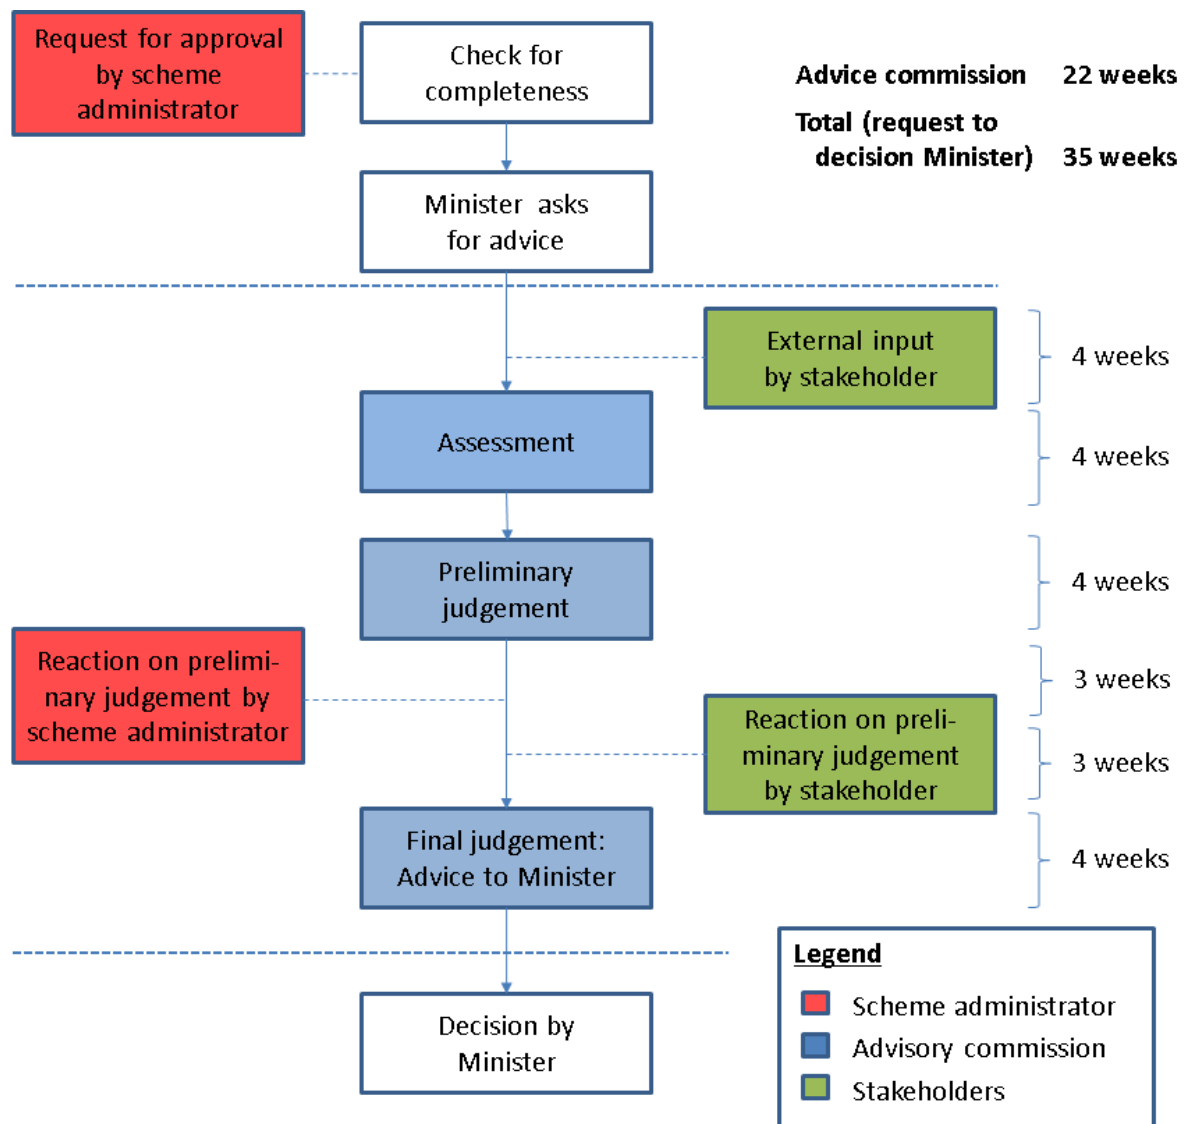 Request for approval
by scheme
administrator
Check for
completeness
Advice commission 22 weeks
Total (request to
decision Minister) 35 weeks
Minister asks
for advice
External input
by stakeholder
4 weeks
Assessment
4 weeks
Preliminary
judgement
4 weeks
Reaction on prelimi-
nary judgement by
scheme administrator
3 weeks
Reaction on preli-
minary judgement
by stakeholder
3 weeks
Final judgement:
Advice to Minister
4 weeks
Decision by
Minister
Legend
Scheme administrator
Advisory commission
Stakeholders